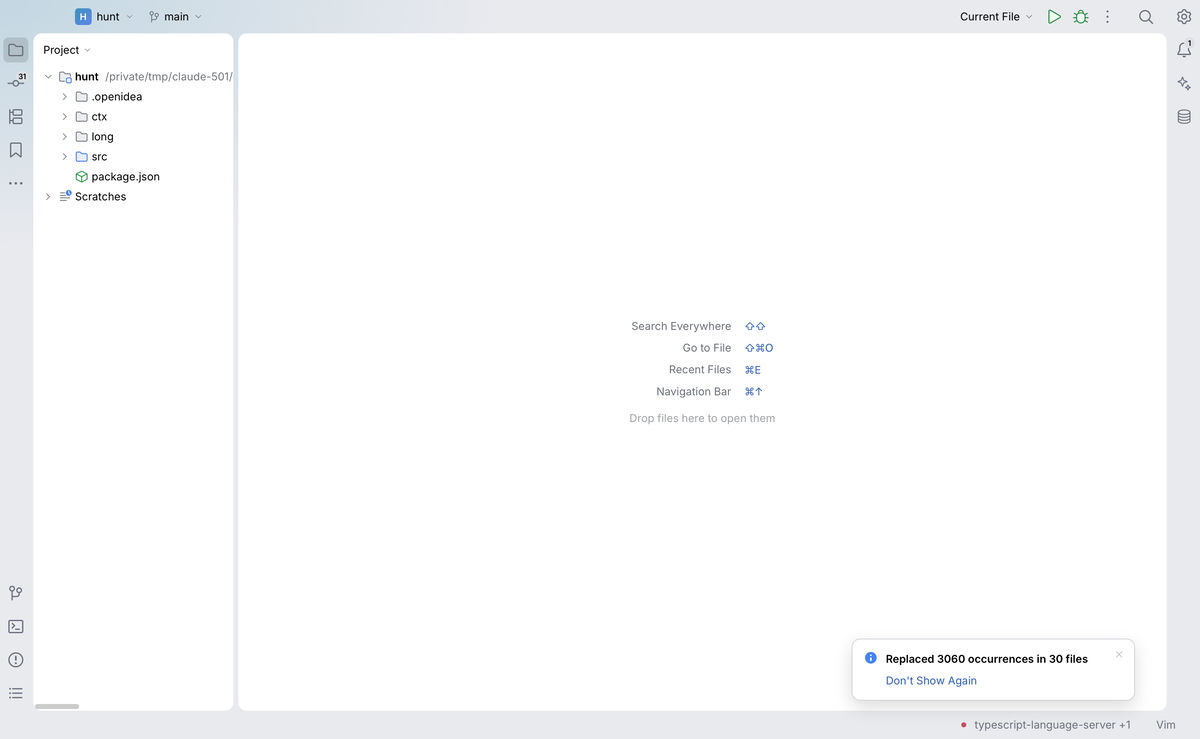 H hunt main Current File
Project
31
1
hunt /private/tmp/claude-501/
.openidea
ctx
long
src
package.json
Scratches
Search Everywhere ⇧⇧
Go to File ⇧⌘O
Recent Files ⌘E
Navigation Bar ⌘↑
Drop files here to open them
Replaced 3060 occurrences in 30 files
Don't Show Again
typescript-language-server +1 Vim